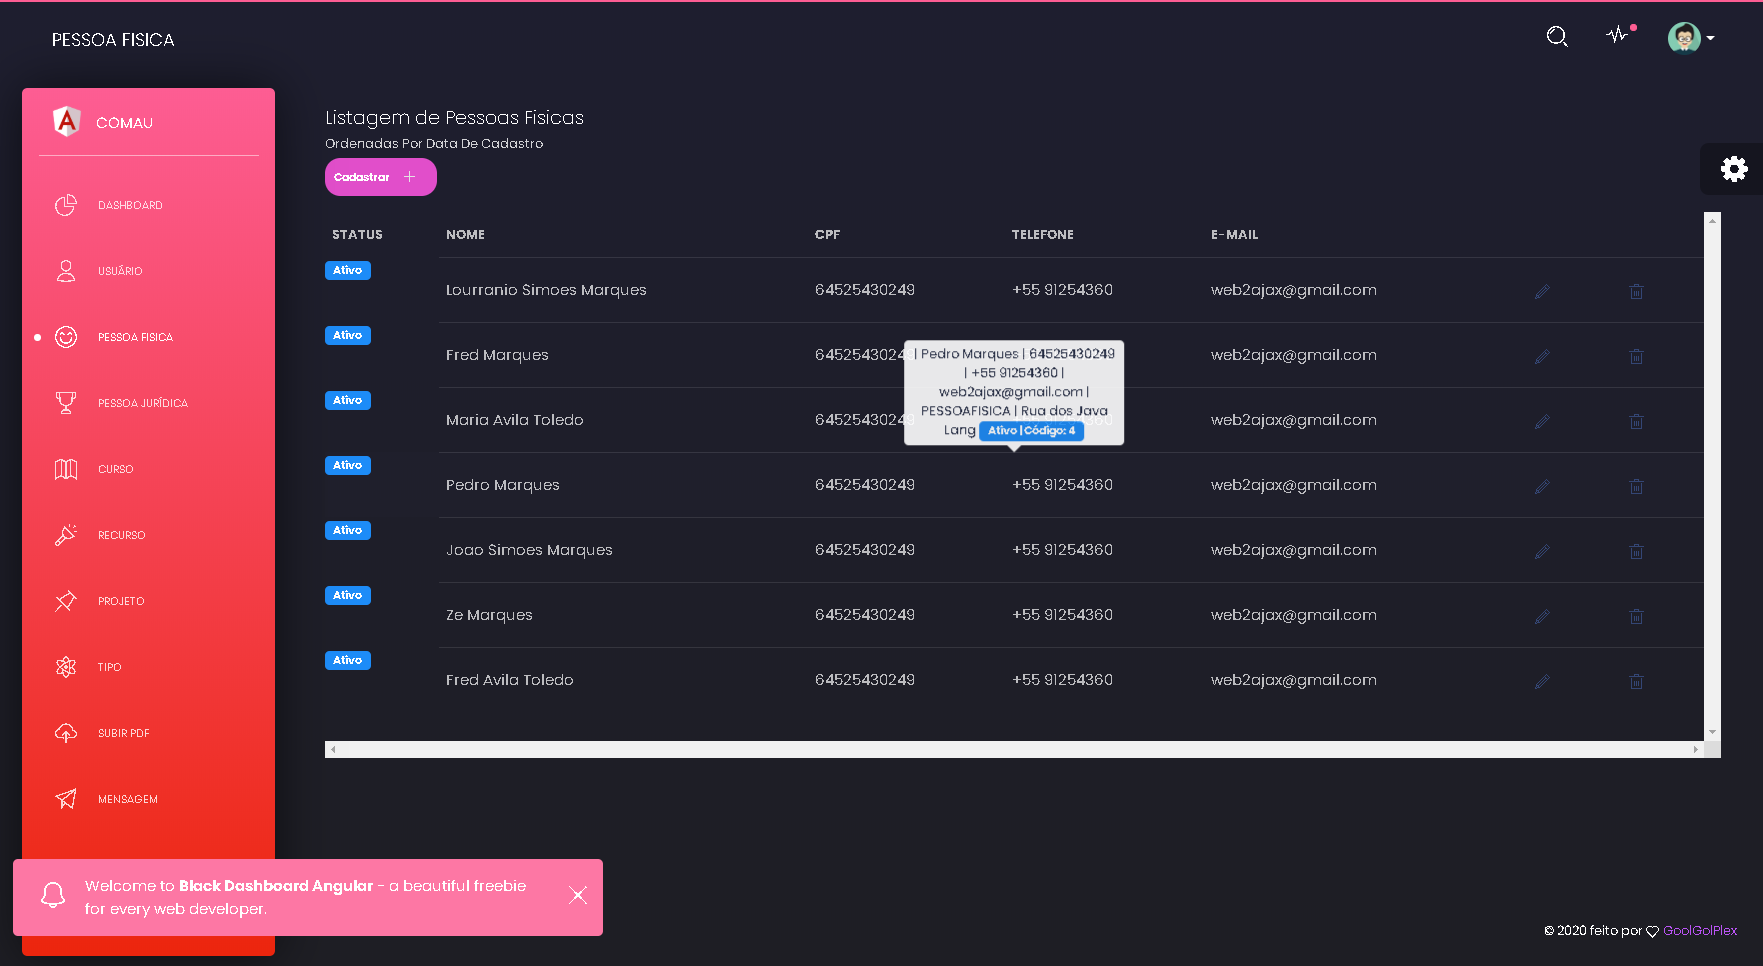 PESSOA FISICA
COMAU
DASHBOARD
USUÁRIO
PESSOA FISICA
PESSOA JURÍDICA
CURSO
RECURSO
PROJETO
TIPO
SUBIR PDF
MENSAGEM
Listagem de Pessoas Fisicas
Ordenadas Por Data De Cadastro
Cadastrar
STATUS NOME CPF TELEFONE E-MAIL
Ativo
Lourranio Simoes Marques 64525430249 +55 91254360 web2ajax@gmail.com
Ativo
Fred Marques 6452543024 web2ajax@gmail.com
Ativo
Maria Avila Toledo 645254302 web2ajax@gmail.com
| Pedro Marques | 64525430249
| +55 91254360 |
web2ajax@gmail.com |
PESSOAFISICA | Rua dos Java
Lang Ativo | Código: 4
Ativo
Pedro Marques 64525430249 +55 91254360 web2ajax@gmail.com
Ativo
Joao Simoes Marques 64525430249 +55 91254360 web2ajax@gmail.com
Ativo
Ze Marques 64525430249 +55 91254360 web2ajax@gmail.com
Ativo
Fred Avila Toledo 64525430249 +55 91254360 web2ajax@gmail.com
Welcome to Black Dashboard Angular - a beautiful freebie
for every web developer.
© 2020 feito por GoolGolPlex